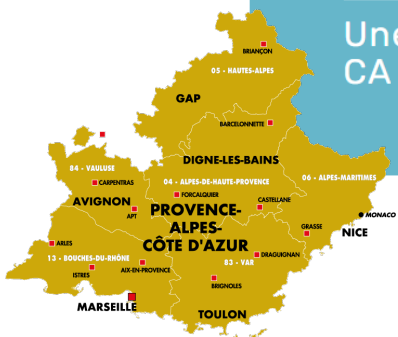 Une
CA
BRIANÇON
05 - HAUTES-ALPES
GAP
BARCELONNETTE
DIGNE-LES-BAINS
84 - VAULUSE
04 - ALPES-DE-HAUTE-PROVENCE
06 - ALPES-MARITIMES
CARPENTRAS
FORCALQUIER
AVIGNON
CASTELLANE
APT
PROVENCE-
ALPES-
CÔTE D'AZUR
MONACO
GRASSE
NICE
ARLES
DRAGUIGNAN
13 - BOUCHES-DU-RHÔNE
83 - VAR
AIX-EN-PROVENCE
ISTRES
BRIGNOLES
MARSEILLE
TOULON